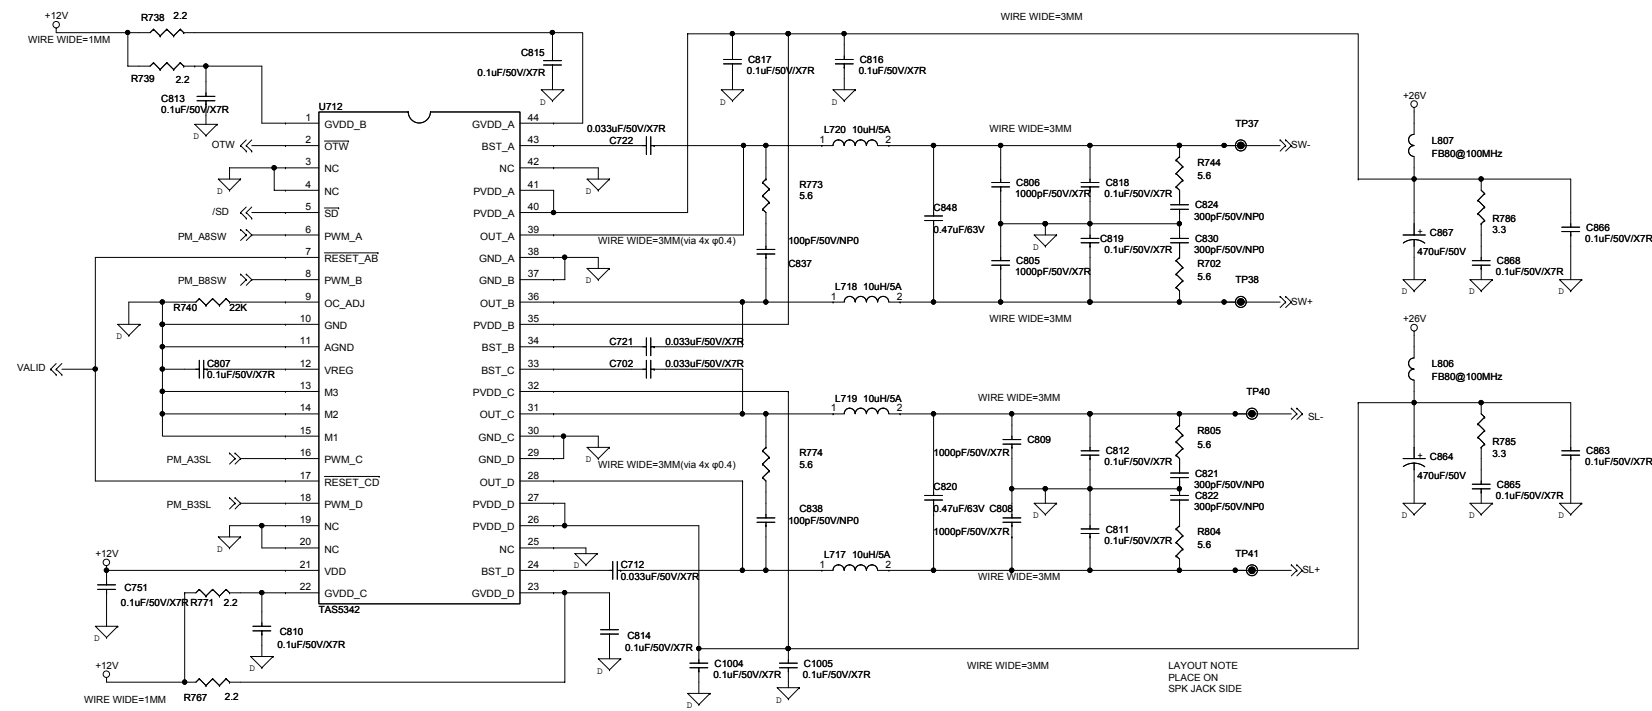 +12V
WIRE WIDE=1MM
R738 2.2
R739 2.2
C813
0.1uF/50V/X7R
C815
0.1uF/50V/X7R
WIRE WIDE=3MM
C817
0.1uF/50V/X7R
C816
0.1uF/50V/X7R
D
D
D
D
U712
1 GVDD_B
2 OTW
3 NC
4 NC
5 SD
6 PWM_A
7 RESET_AB
8 PWM_B
9 OC_ADJ
10 GND
11 AGND
12 VREG
13 M3
14 M2
15 M1
16 PWM_C
17 RESET_CD
18 PWM_D
19 NC
20 NC
21 VDD
22 GVDD_C
GVDD_A 44
BST_A 43
NC 42
PVDD_A 41
PVDD_A 40
OUT_A 39
GND_A 38
GND_B 37
OUT_B 36
PVDD_B 35
BST_B 34
BST_C 33
PVDD_C 32
OUT_C 31
GND_C 30
GND_D 29
OUT_D 28
PVDD_D 27
PVDD_D 26
NC 25
BST_D 24
GVDD_D 23
TAS5342
OTW
D
/SD
PM_A8SW
PM_B8SW
R740 22K
D
VALID
C807
0.1uF/50V/X7R
PM_A3SL
PM_B3SL
D
+12V
C751
0.1uF/50V/X7R
R771 2.2
D
C810
0.1uF/50V/X7R
D
+12V
WIRE WIDE=1MM
R767 2.2
0.033uF/50V/X7R
C722
D
WIRE WIDE=3MM(via 4x φ0.4)
D
C721 0.033uF/50V/X7R
C702 0.033uF/50V/X7R
D
WIRE WIDE=3MM(via 4x φ0.4)
D
C712
0.033uF/50V/X7R
C814
0.1uF/50V/X7R
D
R773
5.6
100pF/50V/NP0
C837
1 L720 10uH/5A 2
1 L718 10uH/5A 2
WIRE WIDE=3MM
C848
0.47uF/63V
C806
1000pF/50V/X7R
C805
1000pF/50V/X7R
D
C818
0.1uF/50V/X7R
C819
0.1uF/50V/X7R
R744
5.6
C824
300pF/50V/NP0
C830
300pF/50V/NP0
R702
5.6
WIRE WIDE=3MM
TP37
SW-
TP38
SW+
R774
5.6
C838
100pF/50V/NP0
1 L719 10uH/5A 2
1 L717 10uH/5A 2
WIRE WIDE=3MM
C820
0.47uF/63V
C809
1000pF/50V/X7R
C808
1000pF/50V/X7R
D
C812
0.1uF/50V/X7R
C811
0.1uF/50V/X7R
R805
5.6
C821
300pF/50V/NP0
C822
300pF/50V/NP0
R804
5.6
WIRE WIDE=3MM
TP40
SL-
TP41
SL+
C1004
0.1uF/50V/X7R
D
C1005
0.1uF/50V/X7R
D
WIRE WIDE=3MM
LAYOUT NOTE
PLACE ON
SPK JACK SIDE
+26V
L807
FB80@100MHz
+
C867
470uF/50V
D
R786
3.3
C868
0.1uF/50V/X7R
D
C866
0.1uF/50V/X7R
D
+26V
L806
FB80@100MHz
+
C864
470uF/50V
D
R785
3.3
C865
0.1uF/50V/X7R
D
C863
0.1uF/50V/X7R
D